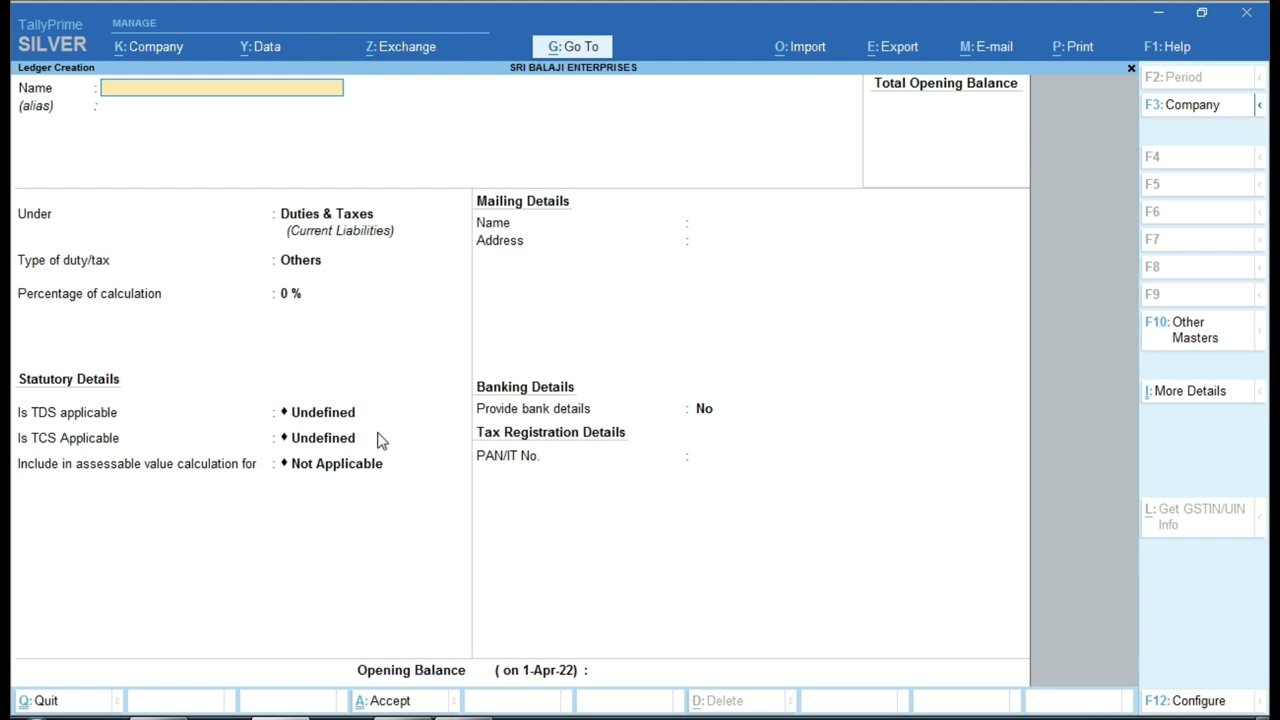 TallyPrime
SILVER
MANAGE
K: Company
Y: Data
Z: Exchange
G: Go To
O: Import
E: Export
M: E-mail
P: Print
F1: Help
Ledger Creation
SRI BALAJI ENTERPRISES
Name :
(alias) :
Total Opening Balance
Under : Duties & Taxes
(Current Liabilities)
Type of duty/tax : Others
Percentage of calculation : 0 %
Statutory Details
Is TDS applicable : ♦ Undefined
Is TCS Applicable : ♦ Undefined
Include in assessable value calculation for : ♦ Not Applicable
Mailing Details
Name :
Address :
Banking Details
Provide bank details : No
Tax Registration Details
PAN/IT No. :
Opening Balance ( on 1-Apr-22) :
F2: Period
F3: Company
F4
F5
F6
F7
F8
F9
F10: Other
Masters
I: More Details
L: Get GSTIN/UIN
Info
Q: Quit
A: Accept
D: Delete
F12: Configure